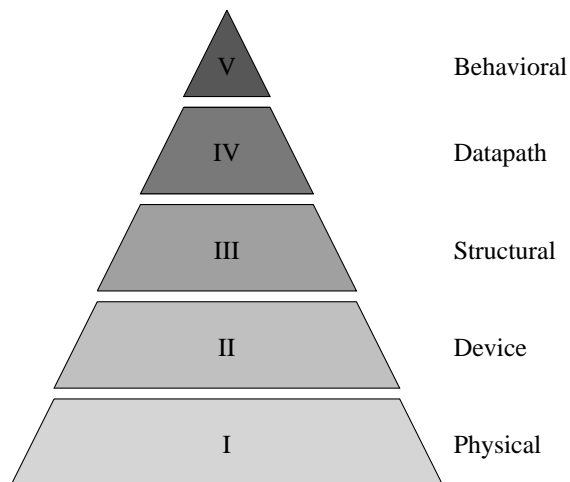 V Behavioral
IV Datapath
III Structural
II Device
I Physical